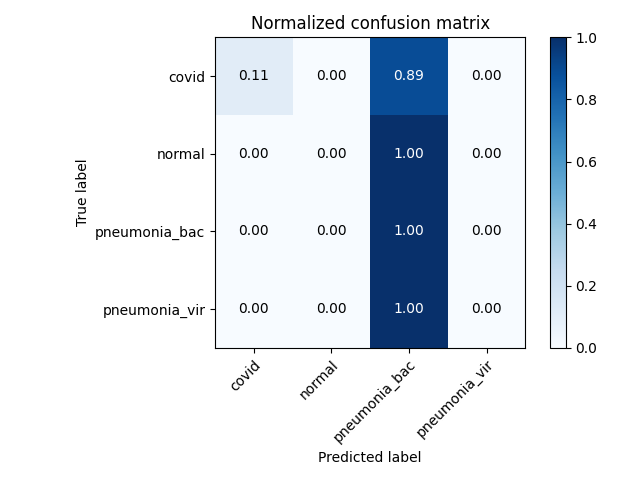 Normalized confusion matrix
True label
covid 0.11 0.00 0.89 0.00
normal 0.00 0.00 1.00 0.00
pneumonia_bac 0.00 0.00 1.00 0.00
pneumonia_vir 0.00 0.00 1.00 0.00
covid normal pneumonia_bac pneumonia_vir
Predicted label
1.0
0.8
0.6
0.4
0.2
0.0